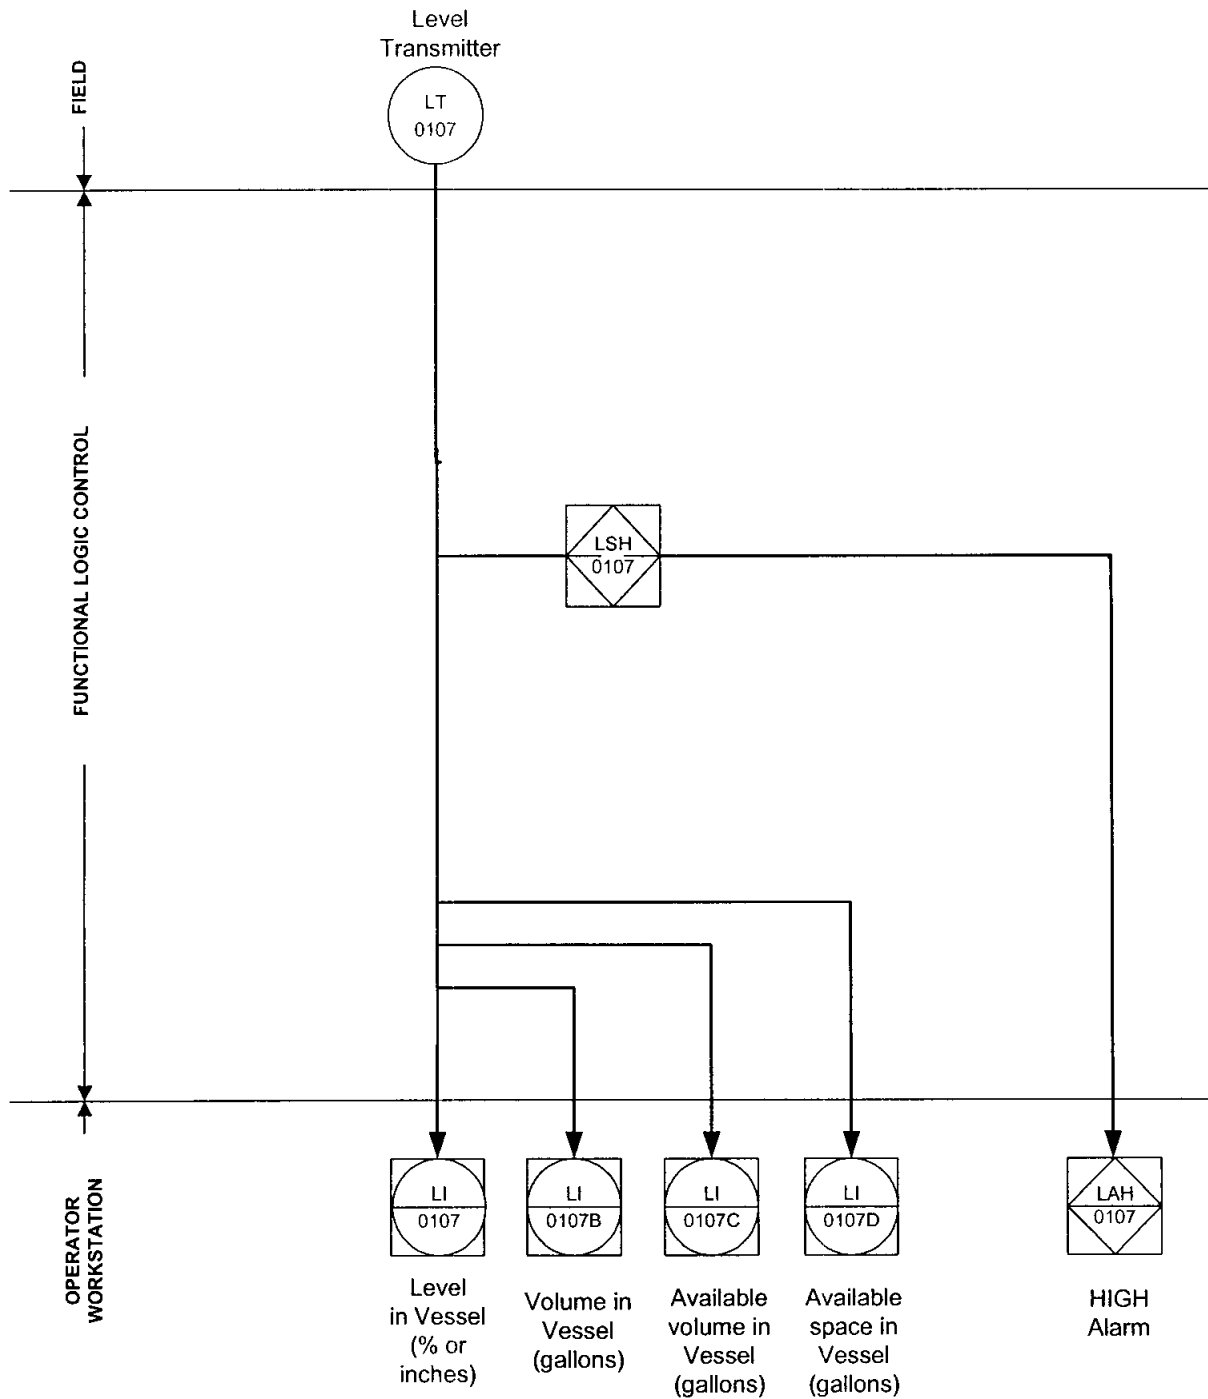 Level
Transmitter
LT
0107
FIELD
FUNCTIONAL LOGIC CONTROL
LSH
0107
OPERATOR
WORKSTATION
LI
0107
Level
in Vessel
(% or
inches)
LI
0107B
Volume in
Vessel
(gallons)
LI
0107C
Available
volume in
Vessel
(gallons)
LI
0107D
Available
space in
Vessel
(gallons)
LAH
0107
HIGH
Alarm